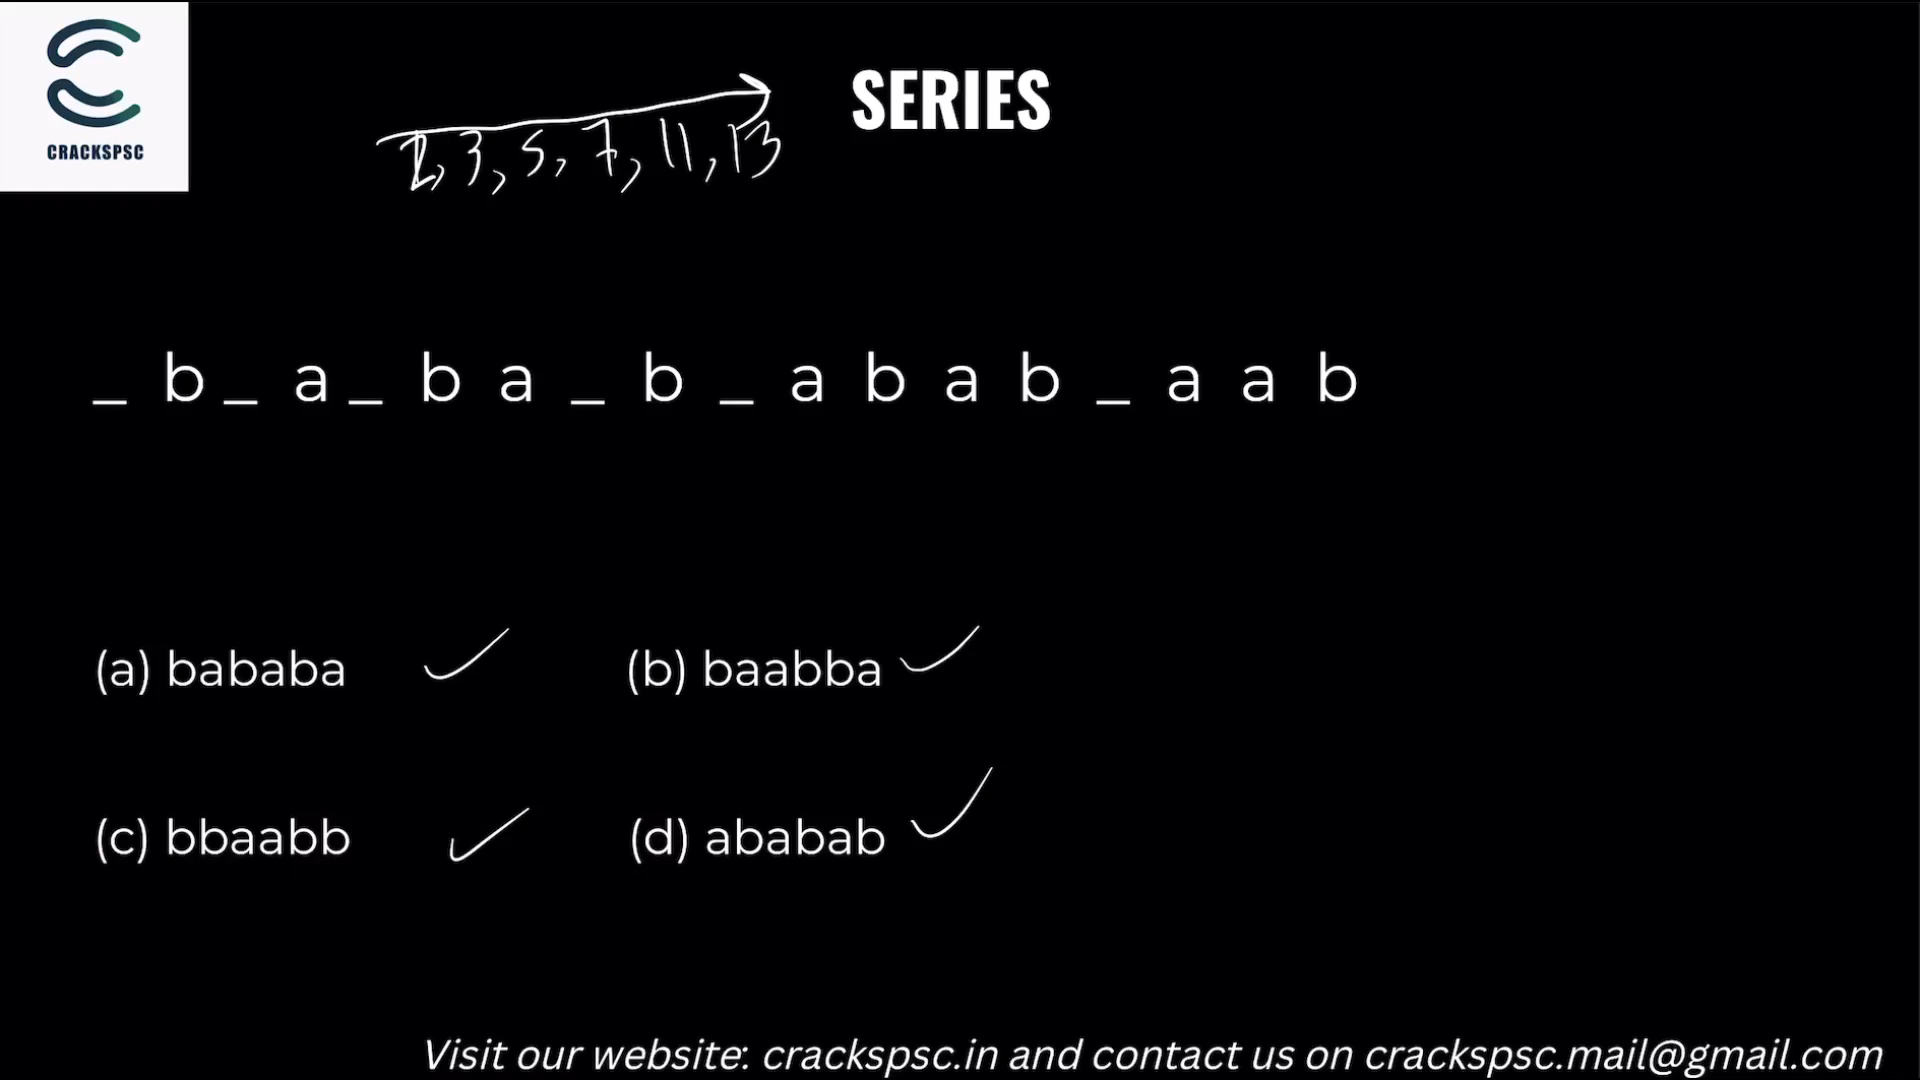 CRACKSPSC
SERIES
2, 3, 5, 7, 11, 13
_ b _ a _ b a _ b _ a b a b _ a a b
(a) bababa (b) baabba
(c) bbaabb (d) ababab
Visit our website: crackspsc.in and contact us on crackspsc.mail@gmail.com